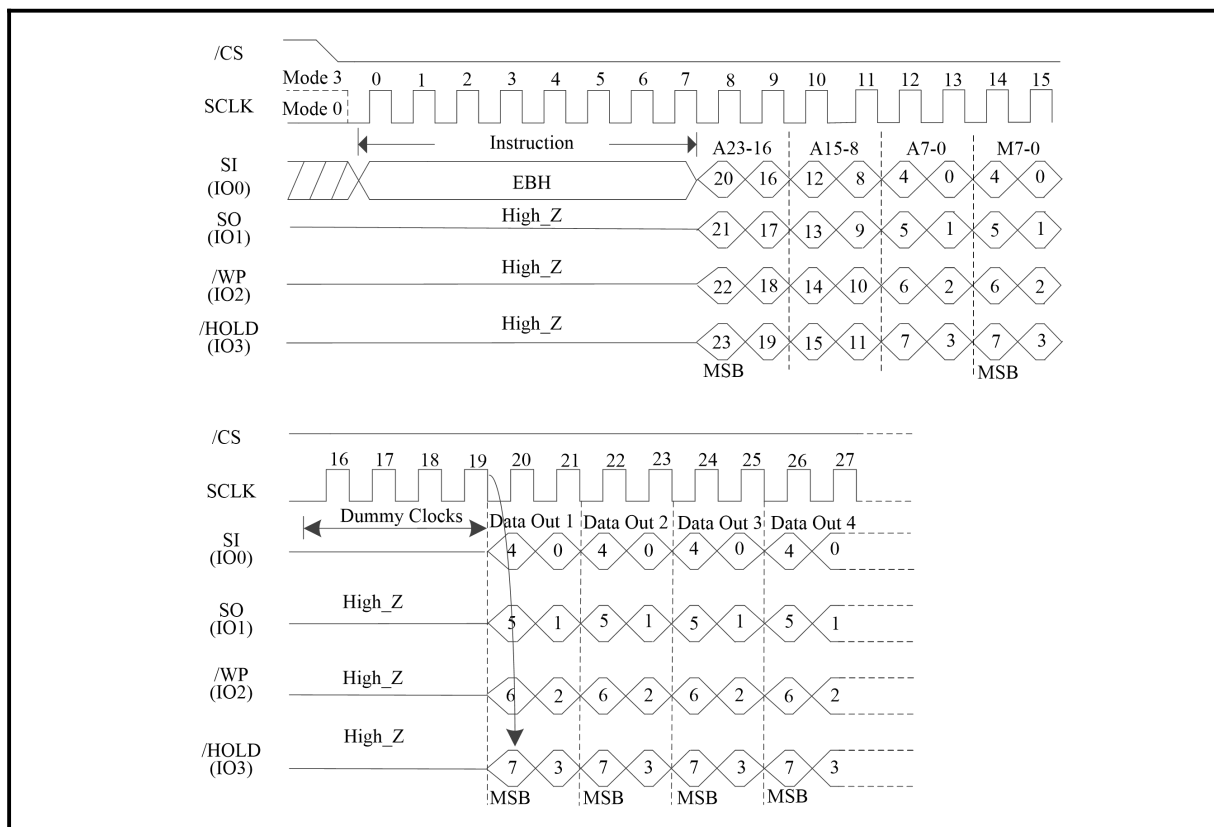 /CS
Mode 3
0 1 2 3 4 5 6 7 8 9 10 11 12 13 14 15
SCLK
Mode 0
Instruction
A23-16 A15-8 A7-0 M7-0
SI
(IO0)
EBH
20 16 12 8 4 0 4 0
SO
(IO1)
High_Z
21 17 13 9 5 1 5 1
/WP
(IO2)
High_Z
22 18 14 10 6 2 6 2
/HOLD
(IO3)
High_Z
23 19 15 11 7 3 7 3
MSB MSB
/CS
16 17 18 19 20 21 22 23 24 25 26 27
SCLK
Dummy Clocks
Data Out 1 Data Out 2 Data Out 3 Data Out 4
SI
(IO0)
4 0 4 0 4 0 4 0
SO
(IO1)
High_Z
5 1 5 1 5 1 5 1
/WP
(IO2)
High_Z
6 2 6 2 6 2 6 2
/HOLD
(IO3)
High_Z
7 3 7 3 7 3 7 3
MSB MSB MSB MSB